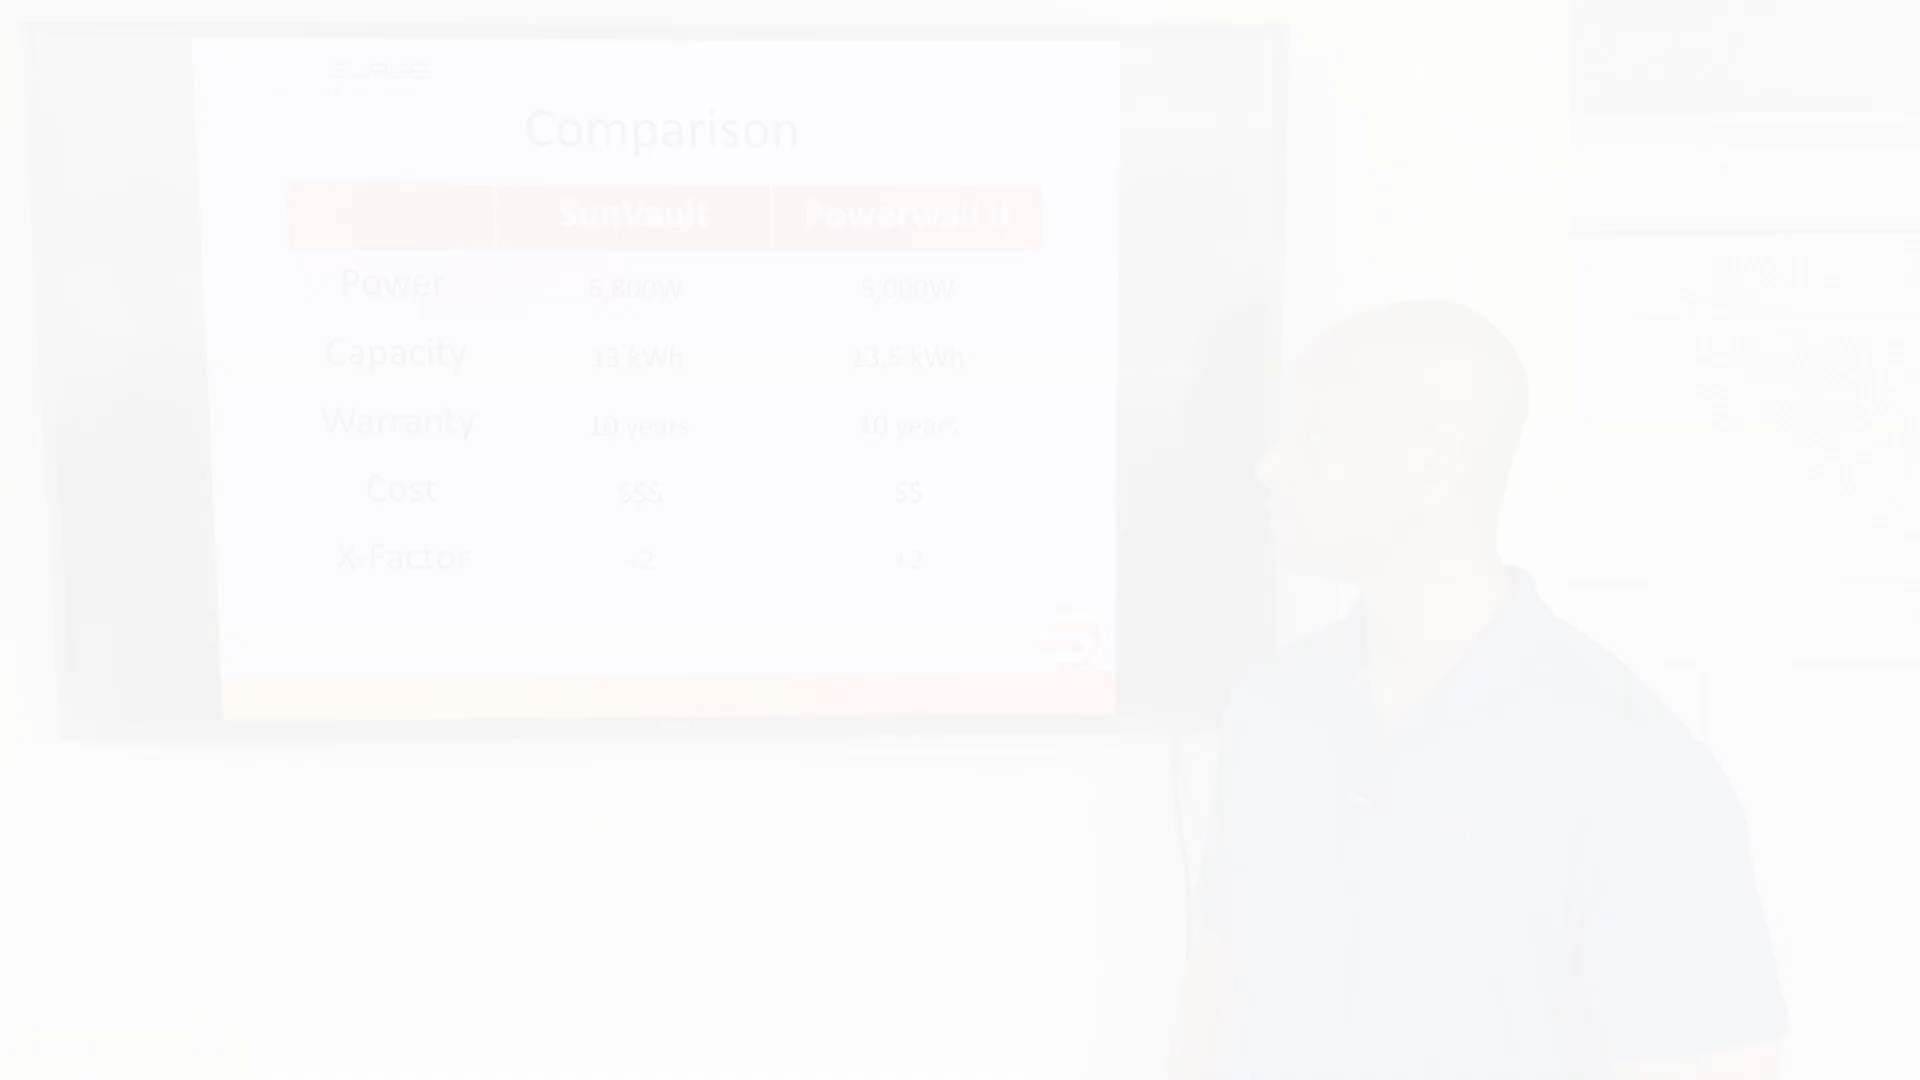 Comparison
SunVault Powerwall II
Power 6,800W 5,000W
Capacity 13 kWh 13.5 kWh
Warranty 10 years 10 years
Cost $$$ $$
X-Factor